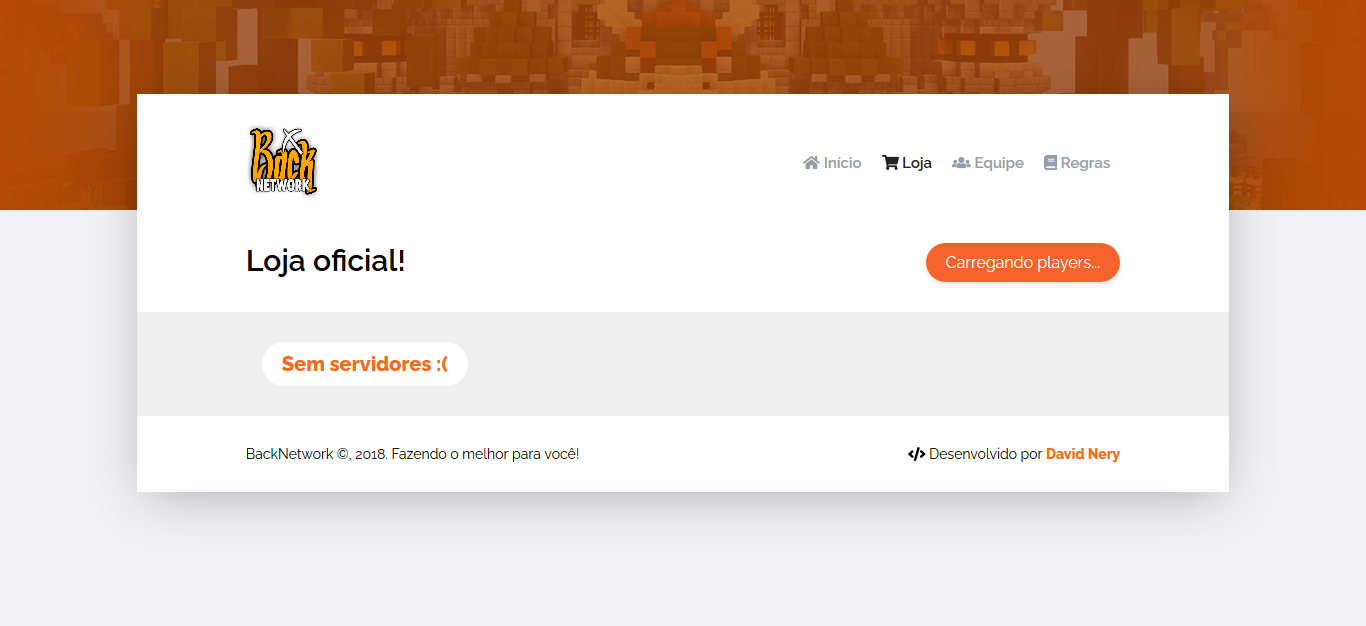 Back
NETWORK
Início Loja Equipe Regras
Loja oficial!
Carregando players...
Sem servidores :(
BackNetwork ©, 2018. Fazendo o melhor para você!
</> Desenvolvido por David Nery